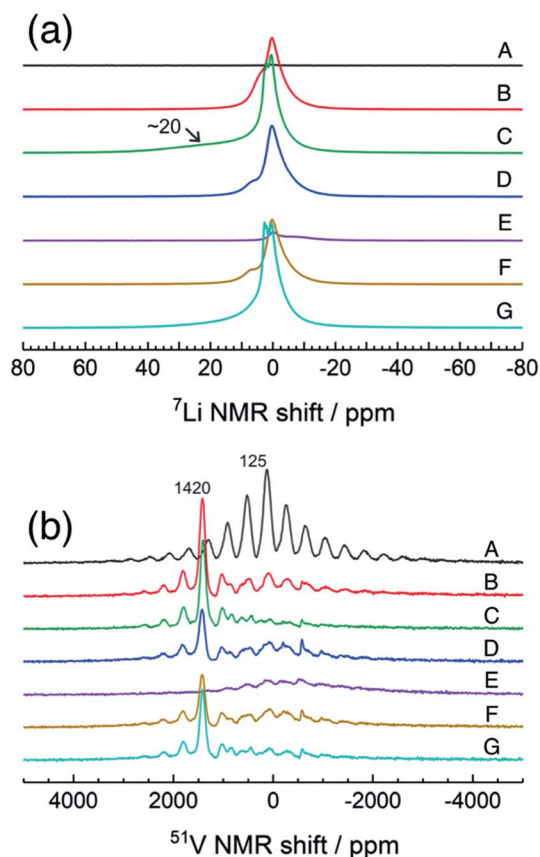 (a)
A
B
~20
C
D
E
F
G
80 60 40 20 0 -20 -40 -60 -80
⁷Li NMR shift / ppm
(b)
125
1420
A
B
C
D
E
F
G
4000 2000 0 -2000 -4000
⁵¹V NMR shift / ppm